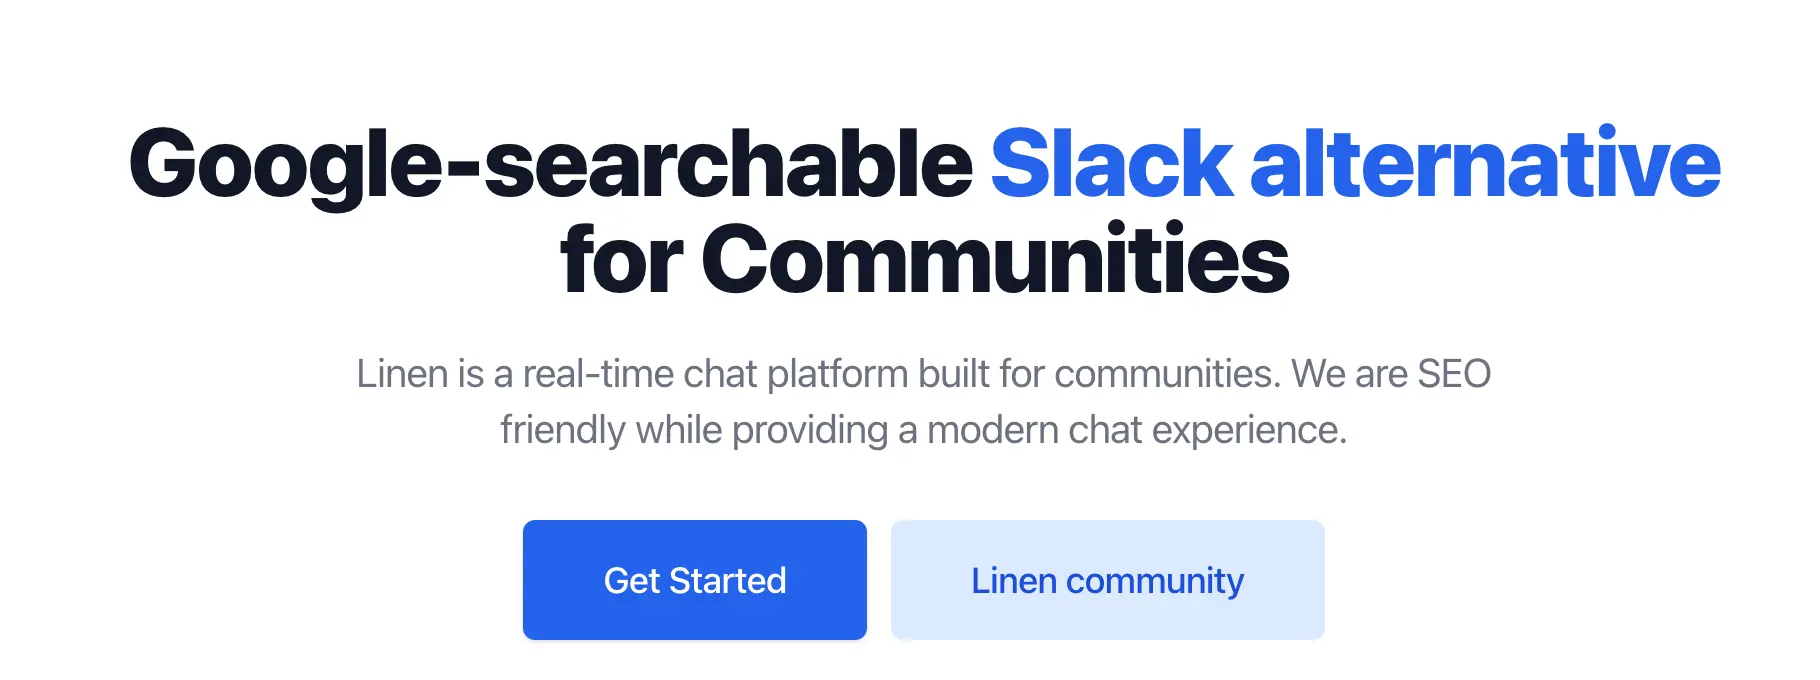 Google-searchable Slack alternative
for Communities
Linen is a real-time chat platform built for communities. We are SEO
friendly while providing a modern chat experience.
Get Started
Linen community